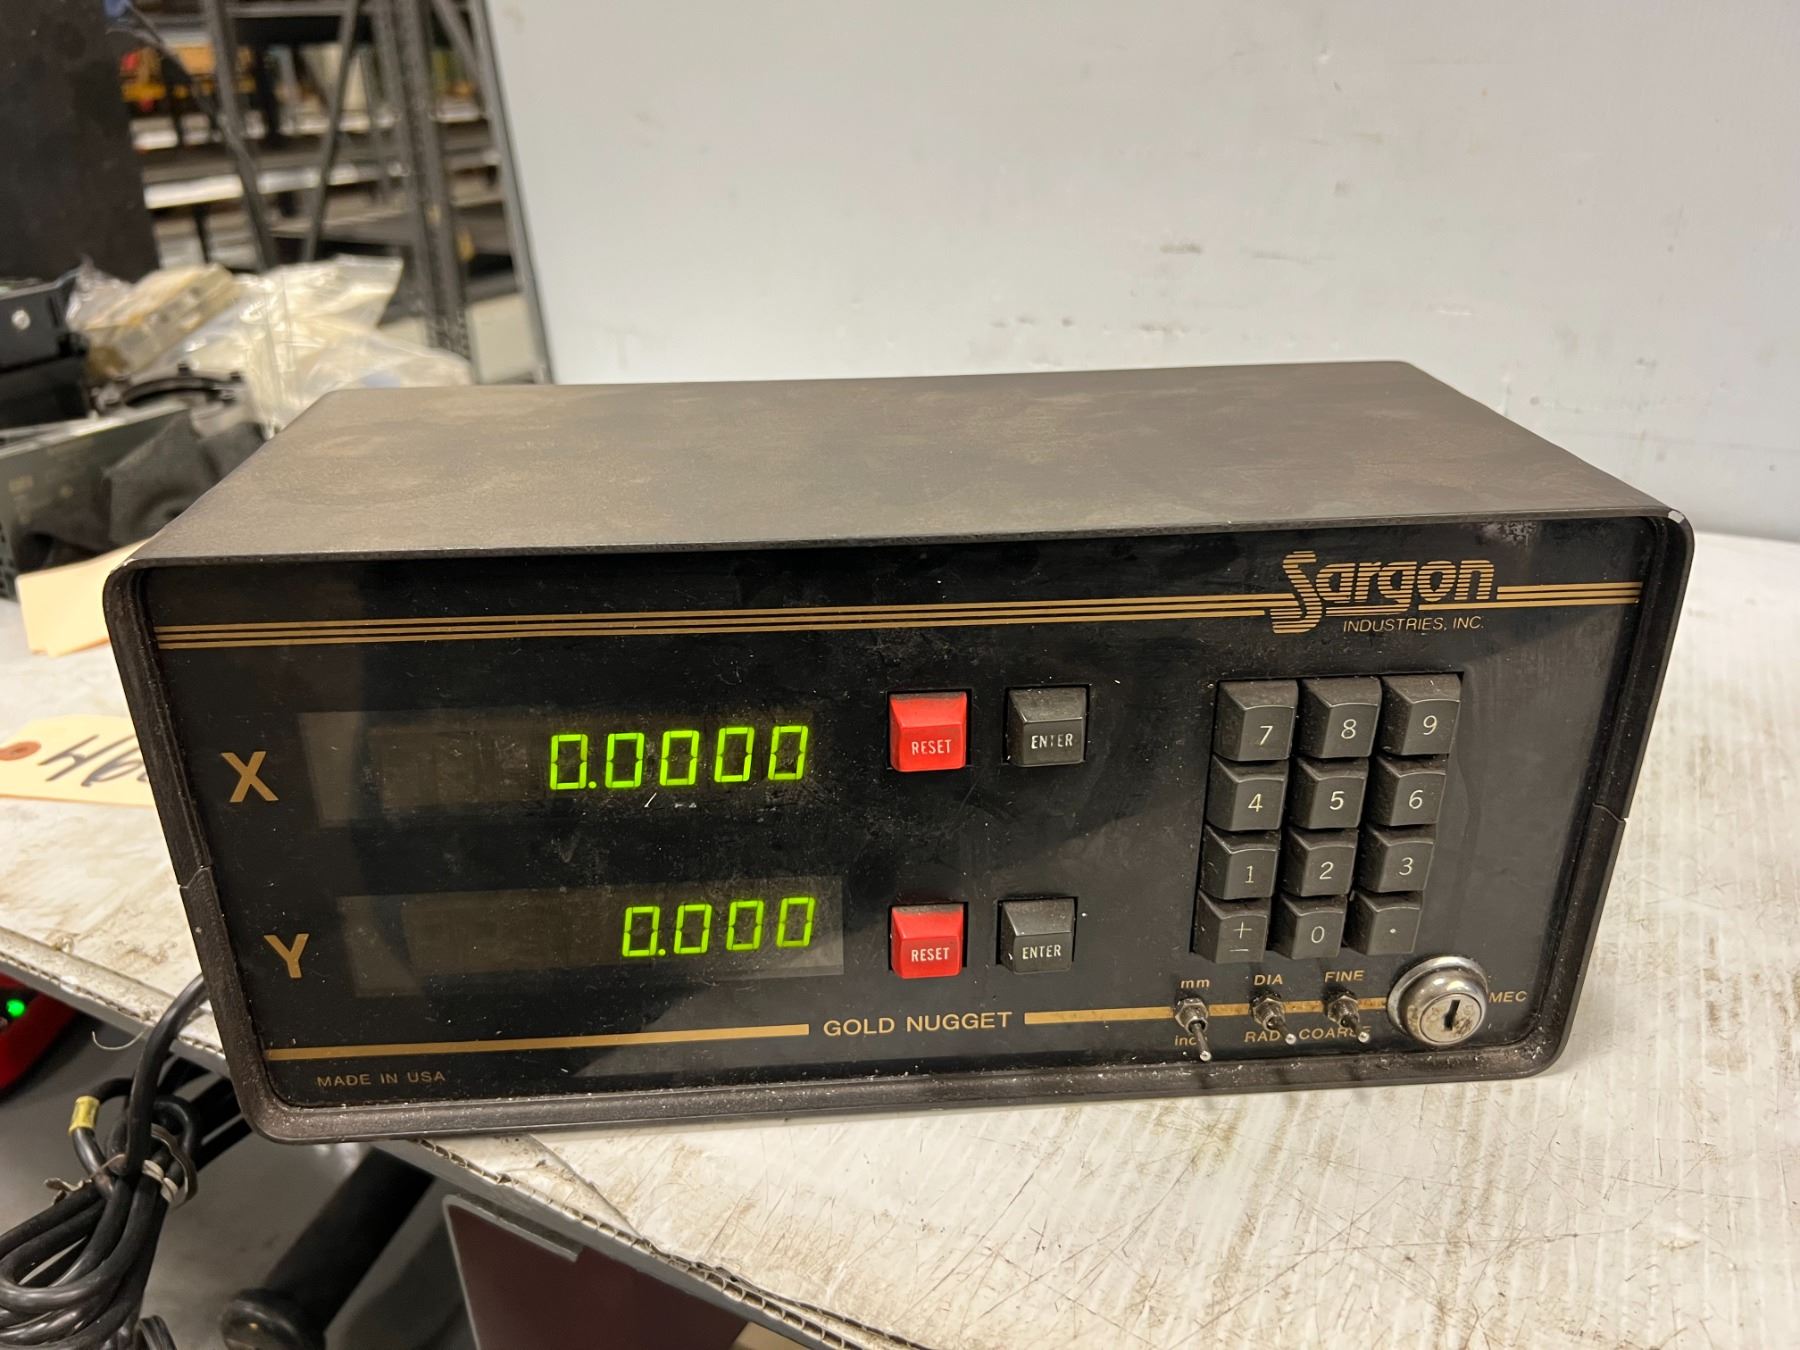 Sargon
INDUSTRIES, INC.
X 0.0000 RESET ENTER
7 8 9
4 5 6
1 2 3
Y 0.000 RESET ENTER
+
− 0 .
mm DIA FINE
MEC
GOLD NUGGET
RAD
MADE IN USA